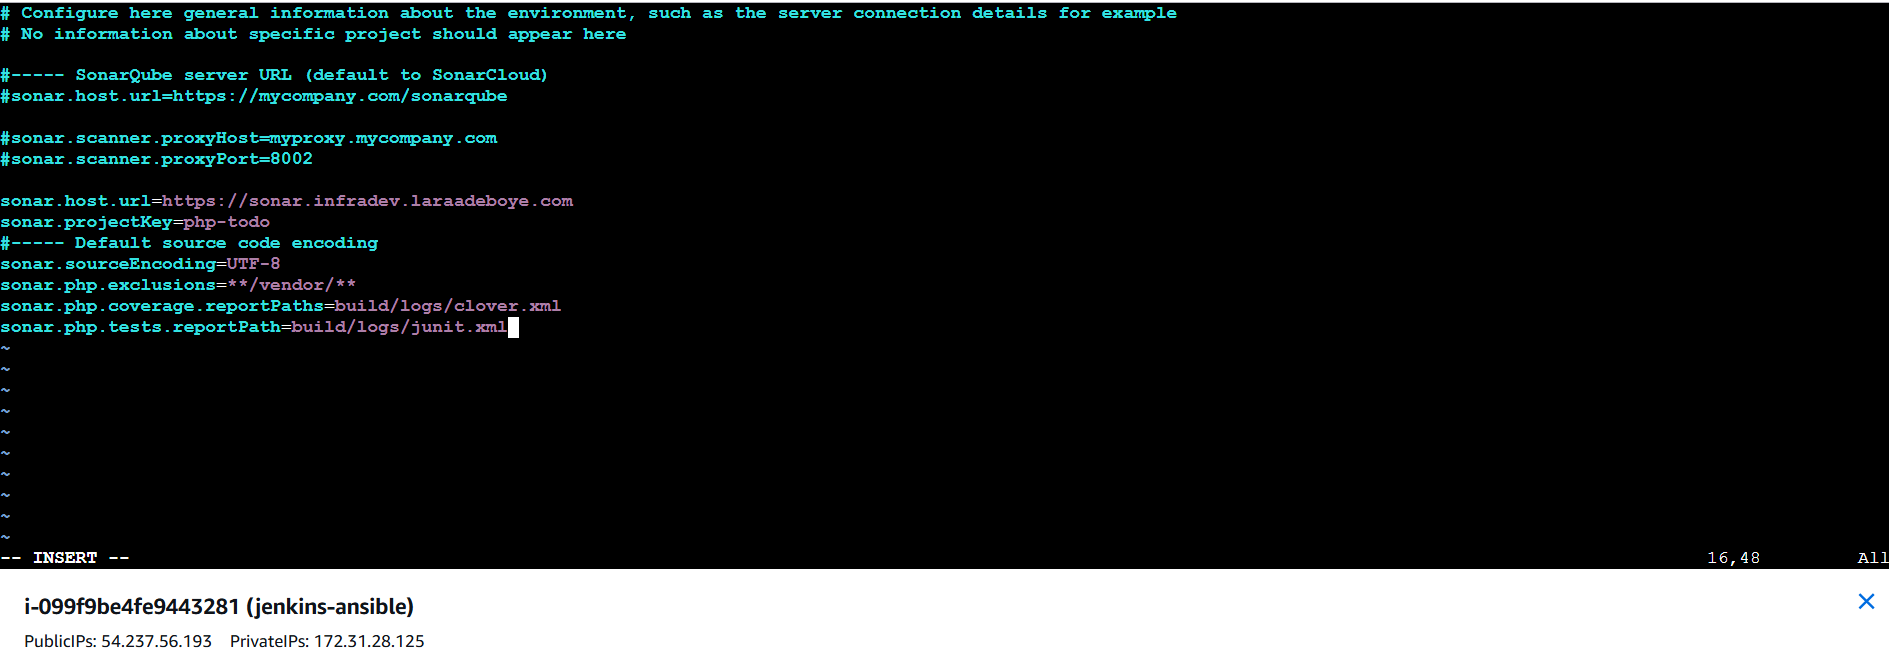 # Configure here general information about the environment, such as the server connection details for example
# No information about specific project should appear here
#----- SonarQube server URL (default to SonarCloud)
#sonar.host.url=https://mycompany.com/sonarqube
#sonar.scanner.proxyHost=myproxy.mycompany.com
#sonar.scanner.proxyPort=8002
sonar.host.url=https://sonar.infradev.laraadeboye.com
sonar.projectKey=php-todo
#----- Default source code encoding
sonar.sourceEncoding=UTF-8
sonar.php.exclusions=**/vendor/**
sonar.php.coverage.reportPaths=build/logs/clover.xml
sonar.php.tests.reportPath=build/logs/junit.xml
~
~
~
~
~
~
~
~
~
~
-- INSERT -- 16,48 All
i-099f9be4fe9443281 (jenkins-ansible)
PublicIPs: 54.237.56.193 PrivateIPs: 172.31.28.125